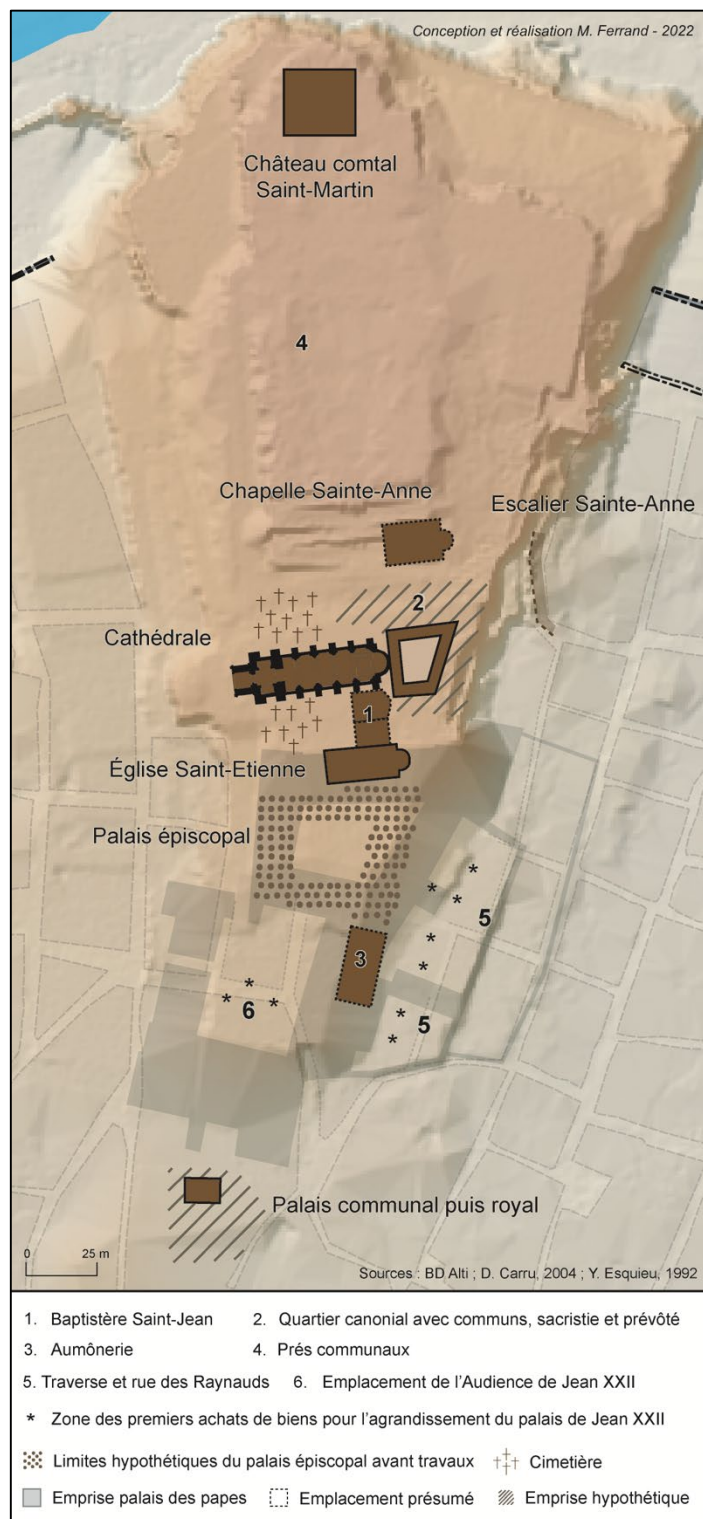 Conception et réalisation M. Ferrand - 2022
Château comtal
Saint-Martin
4
Chapelle Sainte-Anne
Escalier Sainte-Anne
2
Cathédrale
1
Église Saint-Etienne
Palais épiscopal
5
3
6
5
Palais communal puis royal
0 25 m
Sources : BD Alti ; D. Carru, 2004 ; Y. Esquieu, 1992
1. Baptistère Saint-Jean 2. Quartier canonial avec communs, sacristie et prévôté
3. Aumônerie 4. Prés communaux
5. Traverse et rue des Raynauds 6. Emplacement de l'Audience de Jean XXII
* Zone des premiers achats de biens pour l'agrandissement du palais de Jean XXII
Limites hypothétiques du palais épiscopal avant travaux Cimetière
Emprise palais des papes Emplacement présumé Emprise hypothétique